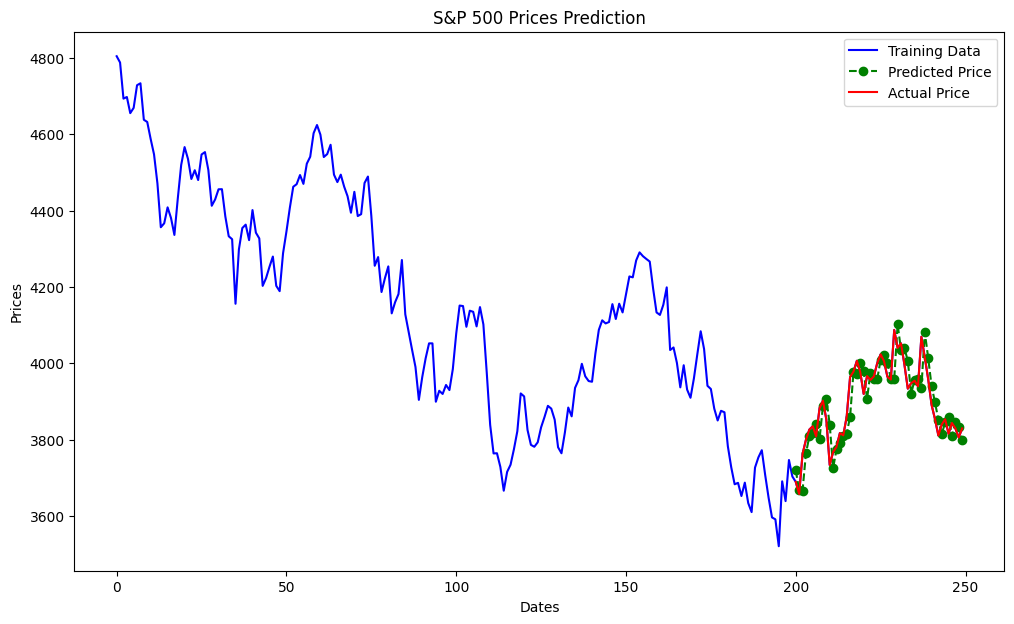 S&P 500 Prices Prediction
Training Data
Predicted Price
Actual Price
4800
4600
4400
4200
4000
3800
3600
Prices
0
50
100
150
200
250
Dates